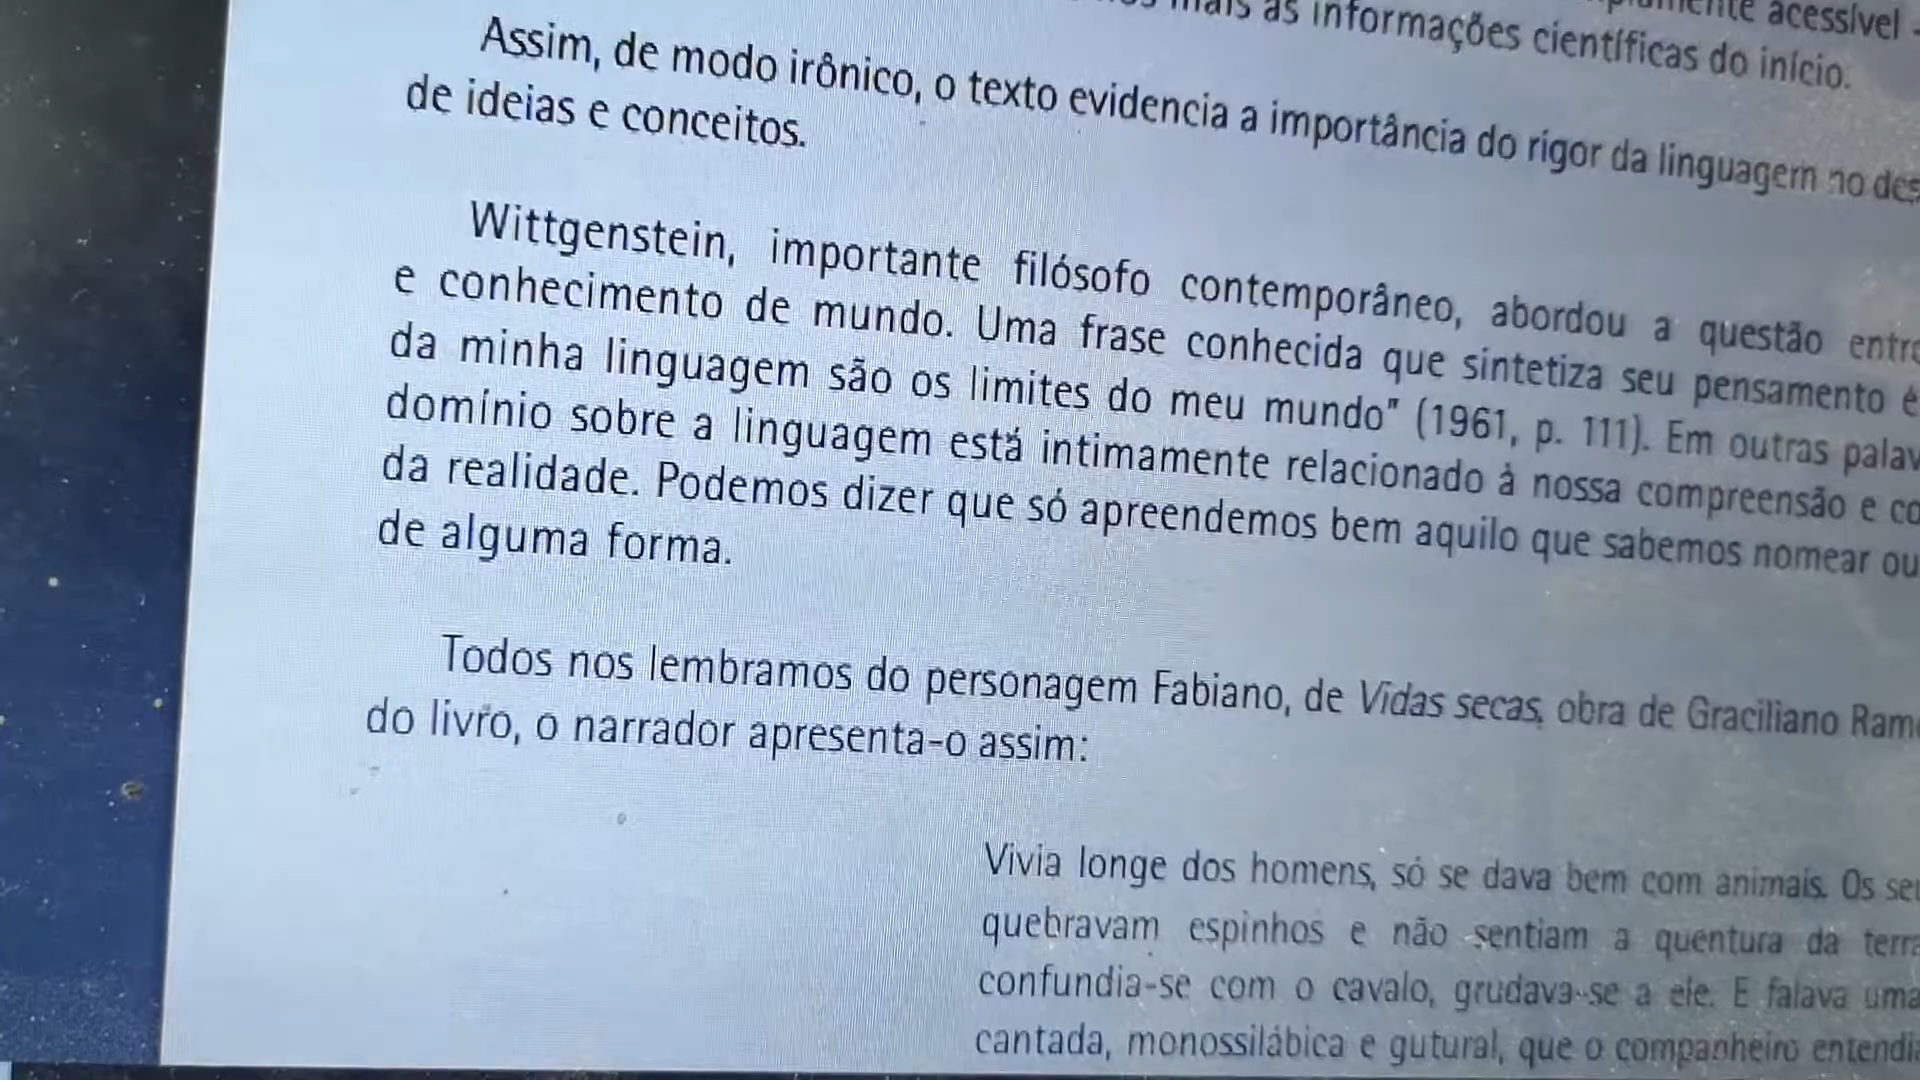 mais as informações científicas do início.
acessível -
Assim, de modo irônico, o texto evidencia a importância do rigor da linguagem no
de ideias e conceitos.
Wittgenstein, importante filósofo contemporâneo, abordou a questão
e conhecimento de mundo. Uma frase conhecida que sintetiza seu pensamento é
da minha linguagem são os limites do meu mundo" (1961, p. 111). Em outras
domínio sobre a linguagem está intimamente relacionado à nossa compreensão e
da realidade. Podemos dizer que só apreendemos bem aquilo que sabemos nomear ou
de alguma forma.
Todos nos lembramos do personagem Fabiano, de Vidas secas, obra de Graciliano
do livro, o narrador apresenta-o assim:
Vivia longe dos homens, só se dava bem com animais. Os
quebravam espinhos e não sentiam a quentura da
confundia-se com o cavalo, grudava-se a ele. E falava uma
cantada, monossilábica e gutural, que o companheiro